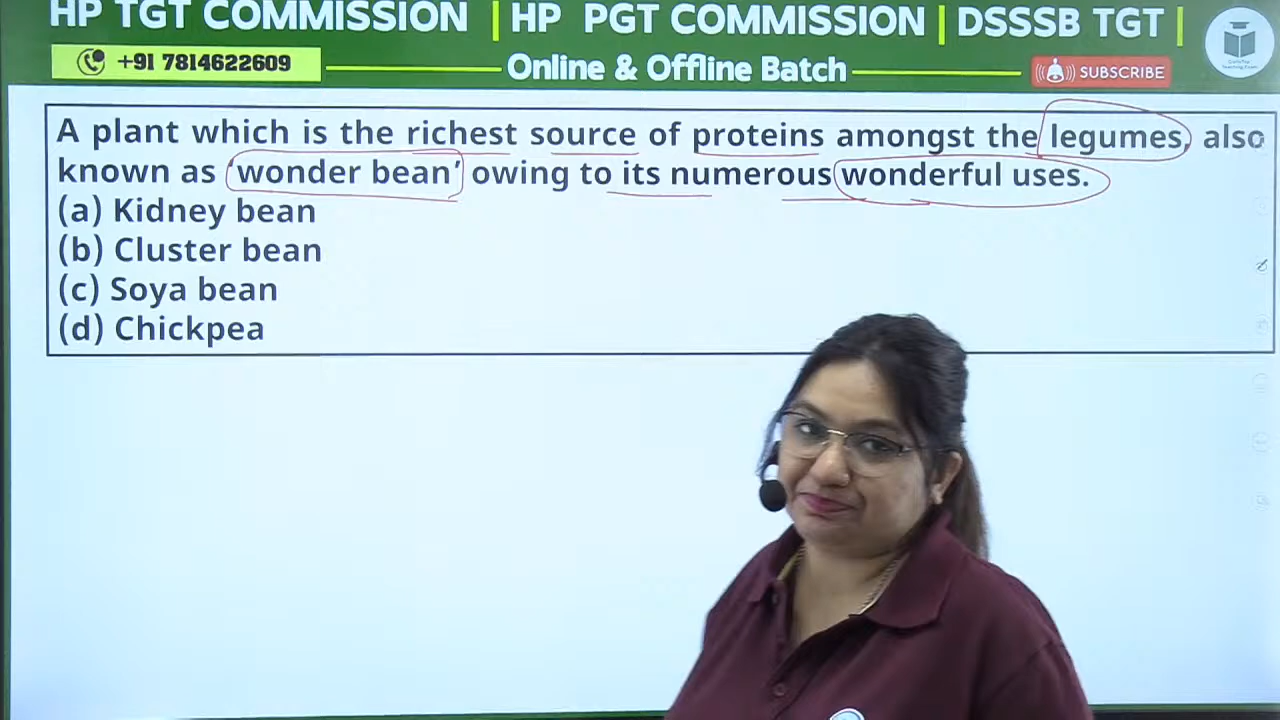 HP TGT COMMISSION | HP PGT COMMISSION | DSSSB TGT |
+91 7814622609
Online & Offline Batch
SUBSCRIBE
A plant which is the richest source of proteins amongst the legumes, also
known as 'wonder bean' owing to its numerous wonderful uses.
(a) Kidney bean
(b) Cluster bean
(c) Soya bean
(d) Chickpea